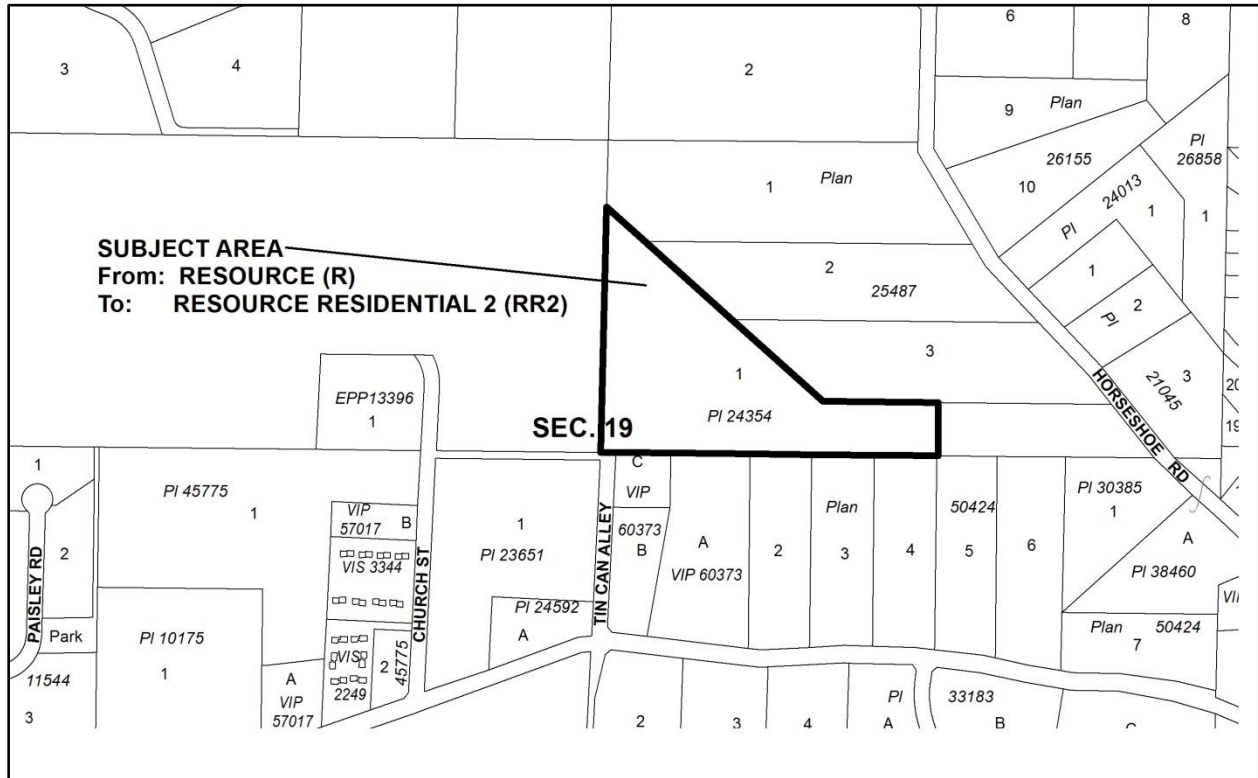 6
8
3
4
2
9
Plan
Pl
26858
26155
10
1
Plan
24013
Pl
1
1
SUBJECT AREA
From: RESOURCE (R)
To: RESOURCE RESIDENTIAL 2 (RR2)
2
25487
1
2
Pl
3
21045
3
20
19
1
Pl 24354
EPP13396
1
SEC. 19
HORSESHOE RD
1
Pl 45775
1
2
PAISLEY RD
Park
11544
3
Pl 10175
1
A
VIP
57017
VIP
57017
B
VIS 3344
VIS
2249
2
45775
CHURCH ST
1
Pl 23651
Pl 24592
A
TIN CAN ALLEY
C
VIP
60373
B
A
VIP 60373
2
Plan
3
4
50424
5
6
Pl 30385
1
A
Pl 38460
Plan 50424
7
2
3
4
Pl
A
33183
B